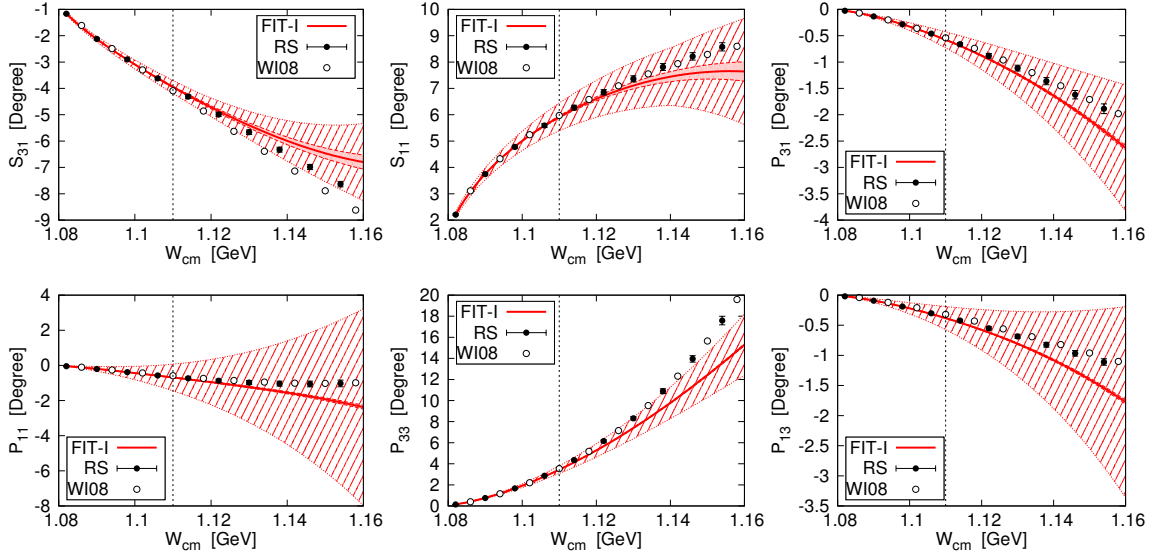 S31 [Degree]
-1
-2
-3
-4
-5
-6
-7
-8
-9
FIT-I
RS
WI08
1.08 1.1 1.12 1.14 1.16
Wcm [GeV]
S11 [Degree]
10
9
8
7
6
5
4
3
2
FIT-I
RS
WI08
1.08 1.1 1.12 1.14 1.16
Wcm [GeV]
P31 [Degree]
0
-0.5
-1
-1.5
-2
-2.5
-3
-3.5
-4
FIT-I
RS
WI08
1.08 1.1 1.12 1.14 1.16
Wcm [GeV]
P11 [Degree]
4
2
0
-2
-4
-6
-8
FIT-I
RS
WI08
1.08 1.1 1.12 1.14 1.16
Wcm [GeV]
P33 [Degree]
20
18
16
14
12
10
8
6
4
2
0
FIT-I
RS
WI08
1.08 1.1 1.12 1.14 1.16
Wcm [GeV]
P13 [Degree]
0
-0.5
-1
-1.5
-2
-2.5
-3
-3.5
FIT-I
RS
WI08
1.08 1.1 1.12 1.14 1.16
Wcm [GeV]